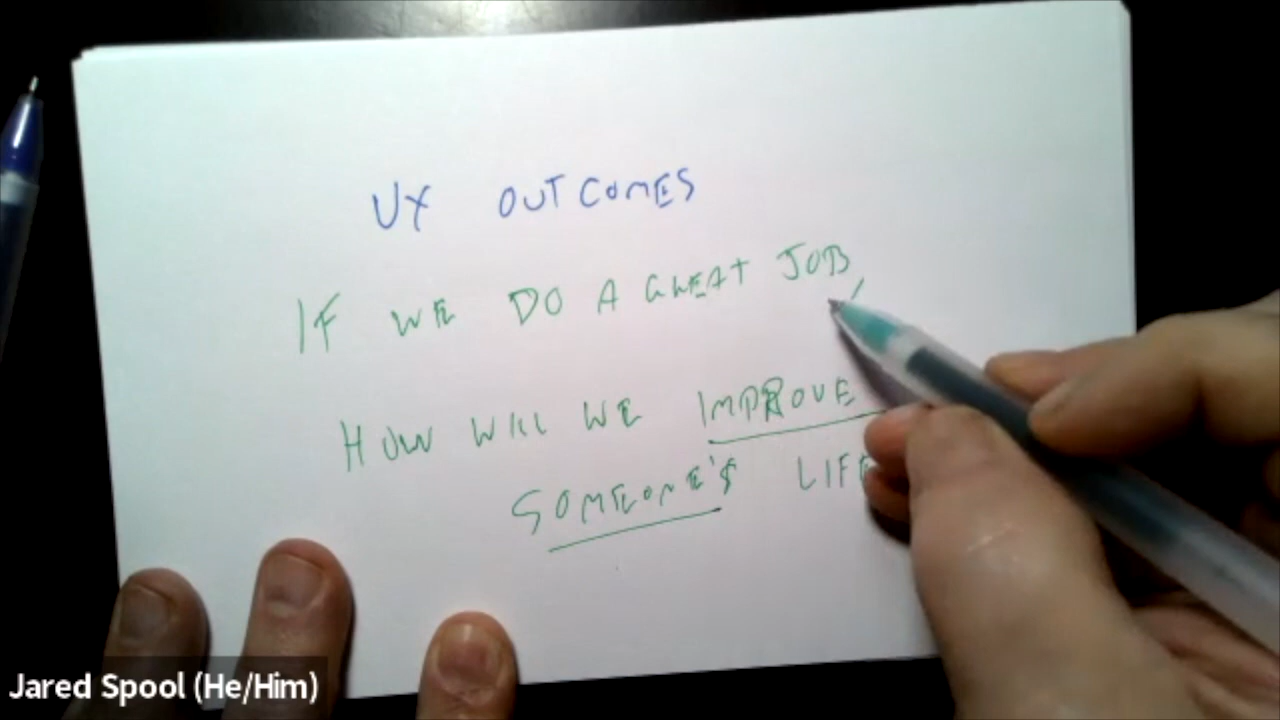 UX OUTCOMES
IF WE DO A GREAT JOB,
HOW WILL WE IMPROVE
SOMEONE'S LIFE
Jared Spool (He/Him)